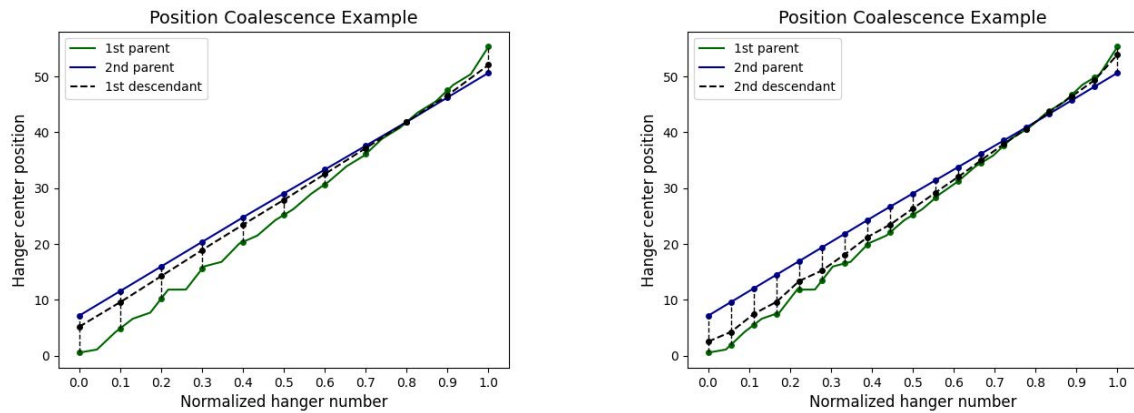 Position Coalescence Example
1st parent
2nd parent
1st descendant
Hanger center position
50
40
30
20
10
0
0.0 0.1 0.2 0.3 0.4 0.5 0.6 0.7 0.8 0.9 1.0
Normalized hanger number
Position Coalescence Example
1st parent
2nd parent
2nd descendant
Hanger center position
50
40
30
20
10
0
0.0 0.1 0.2 0.3 0.4 0.5 0.6 0.7 0.8 0.9 1.0
Normalized hanger number